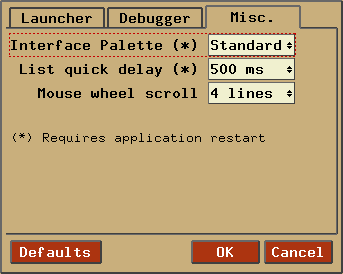 Launcher Debugger Misc.
Interface Palette (*) Standard
List quick delay (*) 500 ms
Mouse wheel scroll 4 lines
(*) Requires application restart
Defaults OK Cancel